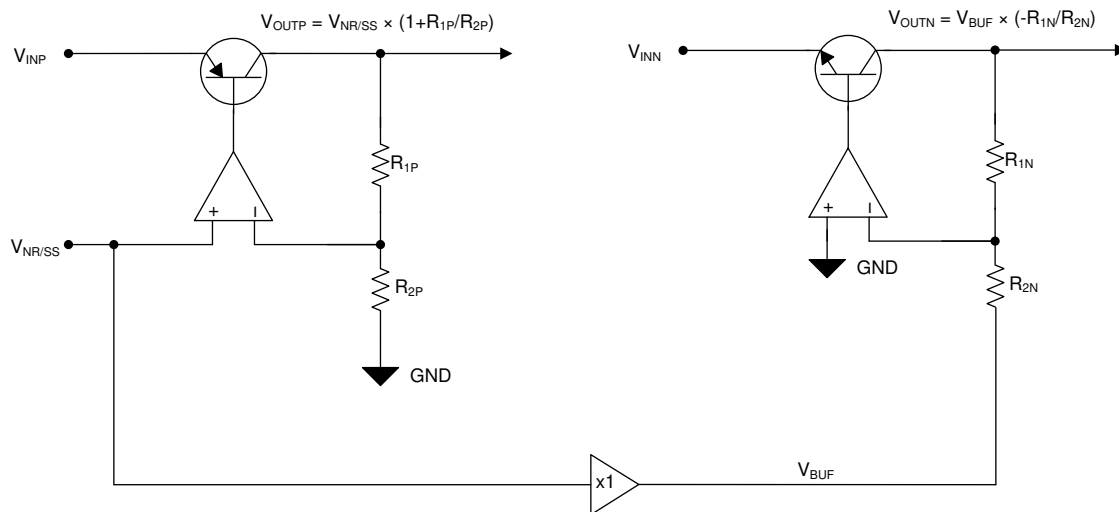 V_OUTP = V_NR/SS × (1+R_1P/R_2P)
V_OUTN = V_BUF × (-R_1N/R_2N)
V_INP
V_INN
R_1P
R_1N
+ –
+ –
V_NR/SS
GND
R_2P
R_2N
GND
V_BUF
x1